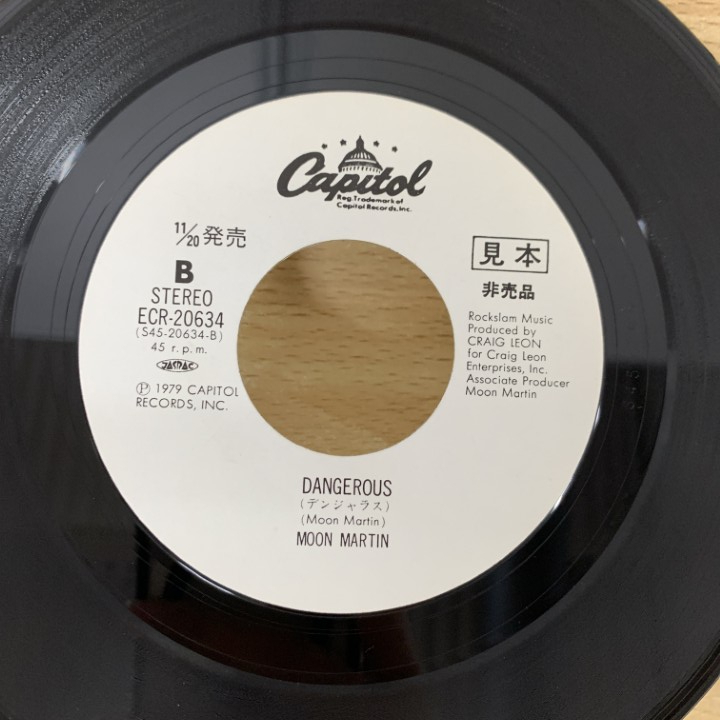 Capitol
Reg. Trademark of
Capitol Records, Inc.
11/20 発売
B
STEREO
ECR-20634
(S45-20634-B)
45 r.p.m.
JASRAC
Ⓟ 1979 CAPITOL
RECORDS, INC.
見本
非売品
Rockslam Music
Produced by
CRAIG LEON
for Craig Leon
Enterprises, Inc.
Associate Producer
Moon Martin
DANGEROUS
(デンジャラス)
(Moon Martin)
MOON MARTIN